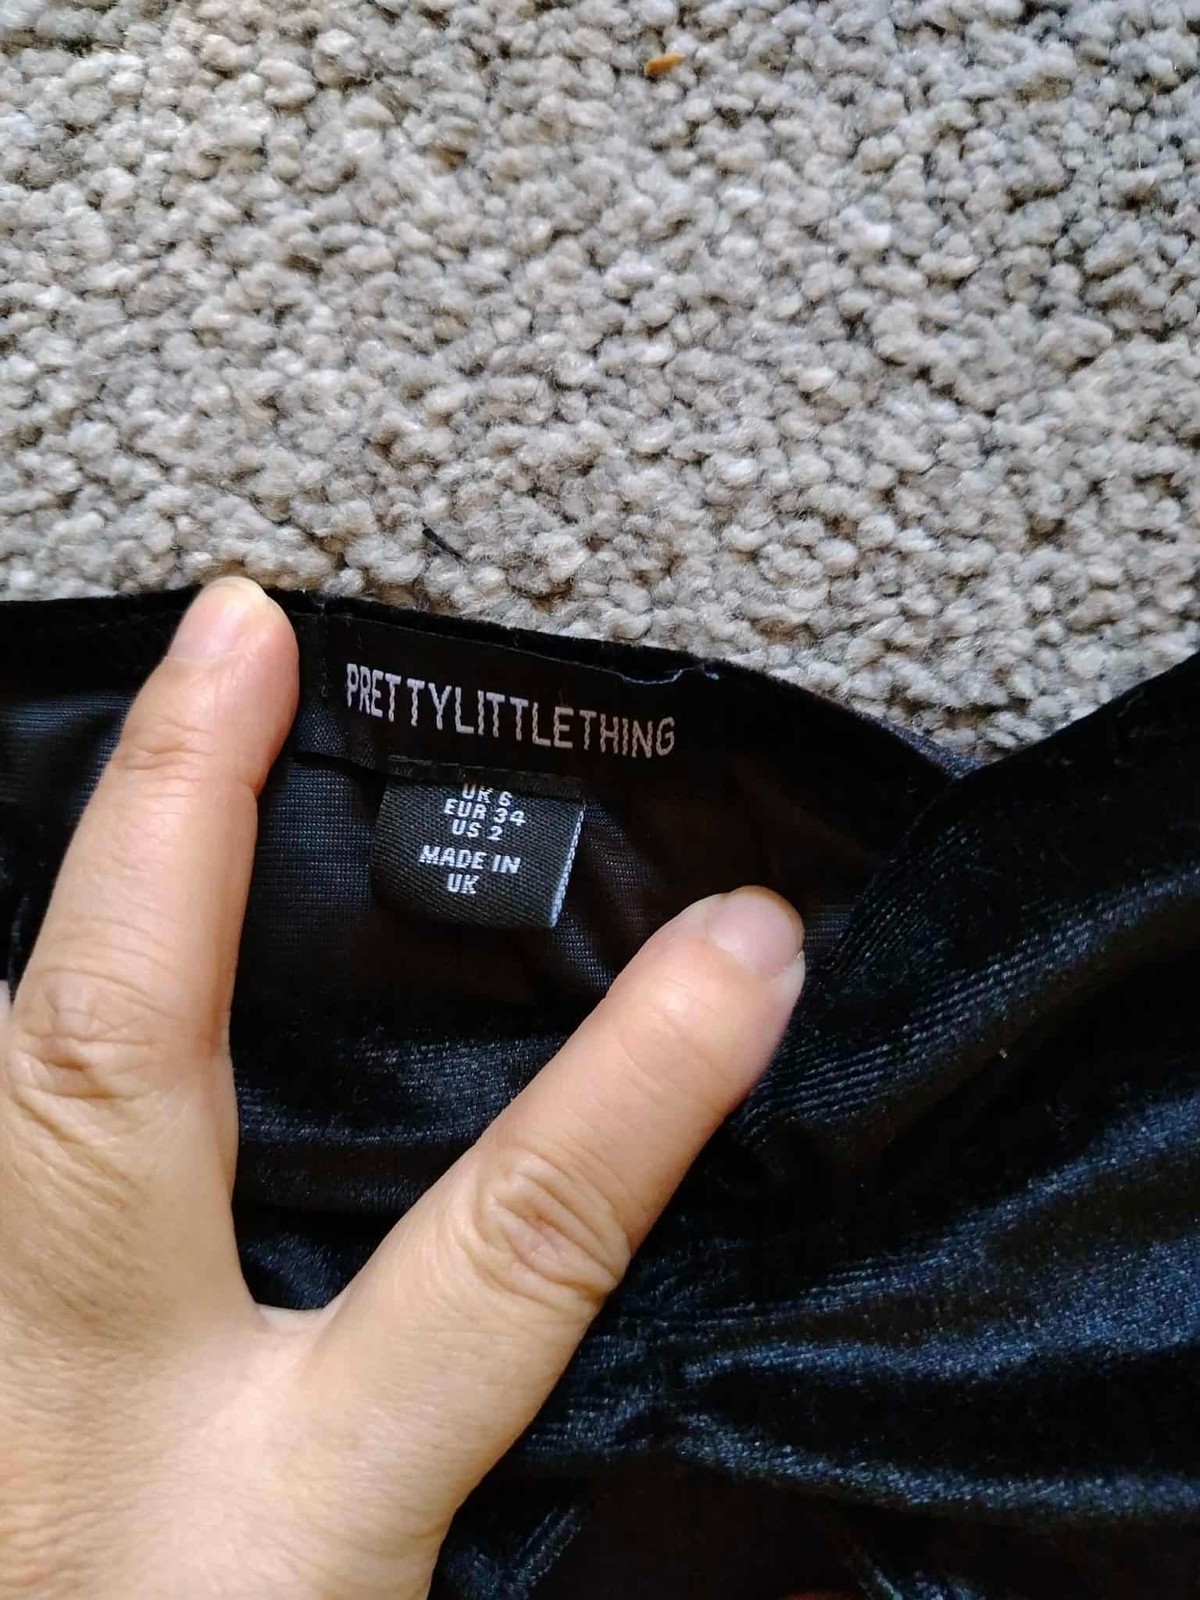 PRETTYLITTLETHING
UK 6
EUR 34
US 2
MADE IN
UK